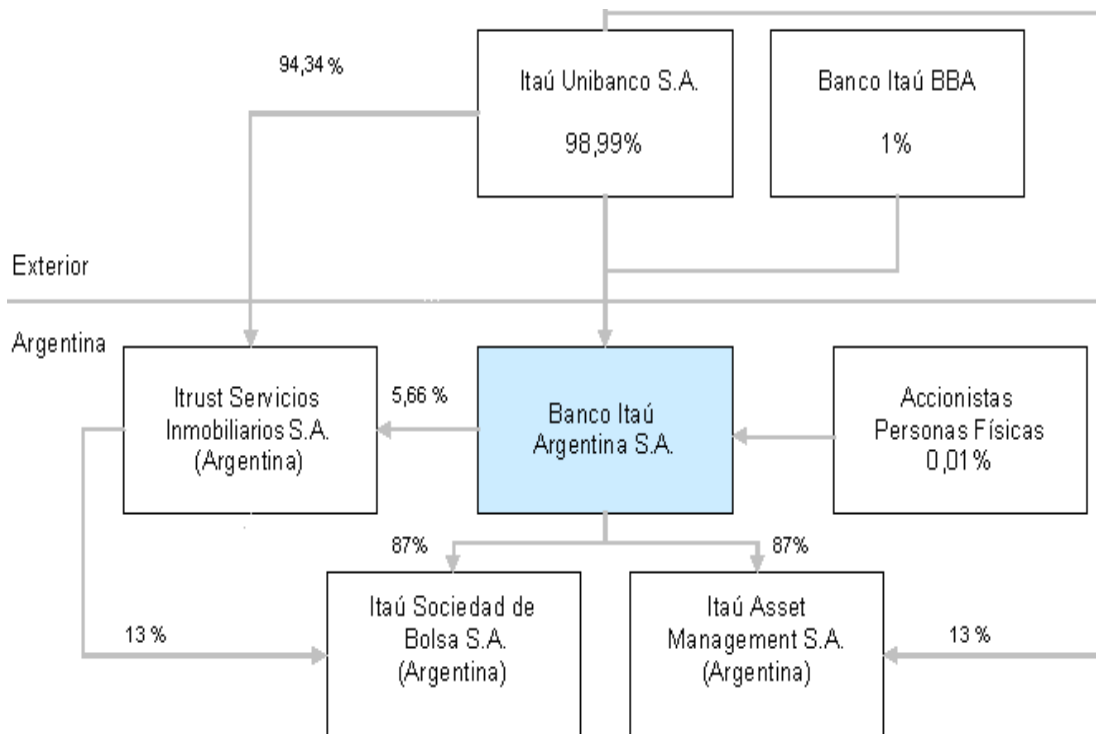 94,34 %
Itaú Unibanco S.A.
98,99%
Banco Itaú BBA
1%
Exterior
Argentina
Itrust Servicios
Inmobiliarios S.A.
(Argentina)
5,66 %
Banco Itaú
Argentina S.A.
Accionistas
Personas Físicas
0,01%
87%
87%
13 %
Itaú Sociedad de
Bolsa S.A.
(Argentina)
Itaú Asset
Management S.A.
(Argentina)
13 %